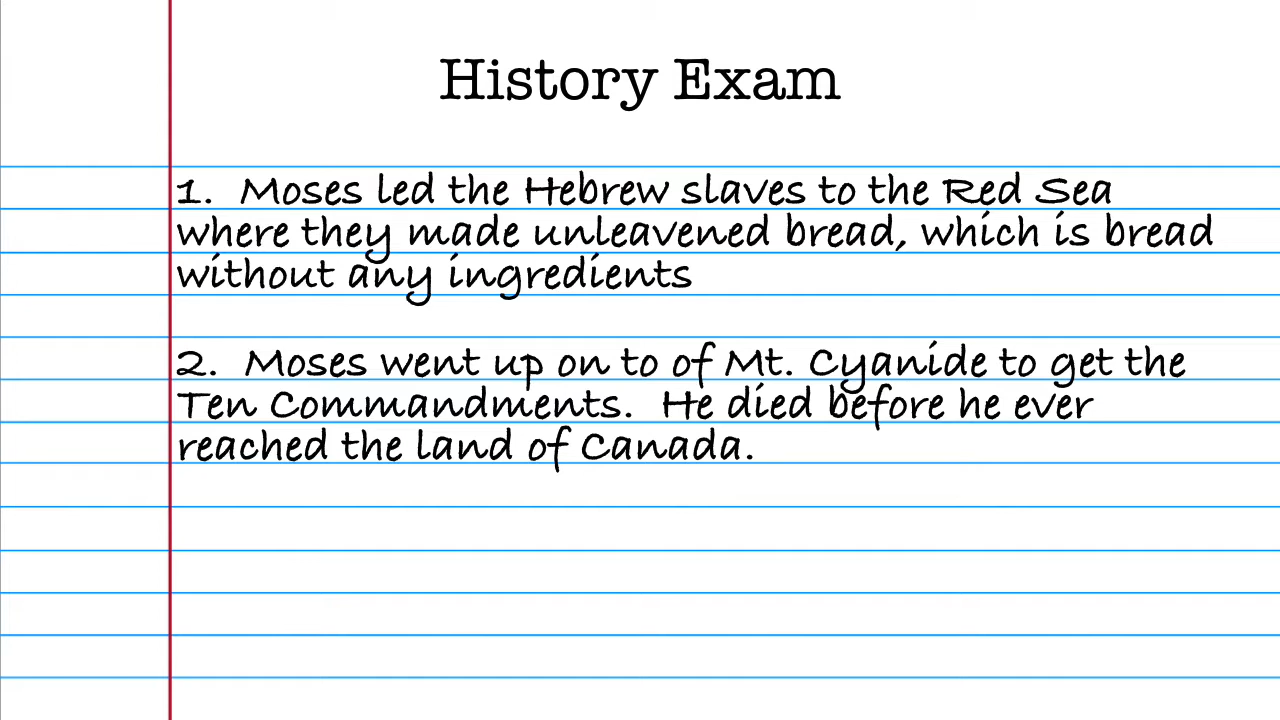 History Exam
1. Moses led the Hebrew slaves to the Red Sea
where they made unleavened bread, which is bread
without any ingredients
2. Moses went up on to of Mt. Cyanide to get the
Ten Commandments. He died before he ever
reached the land of Canada.